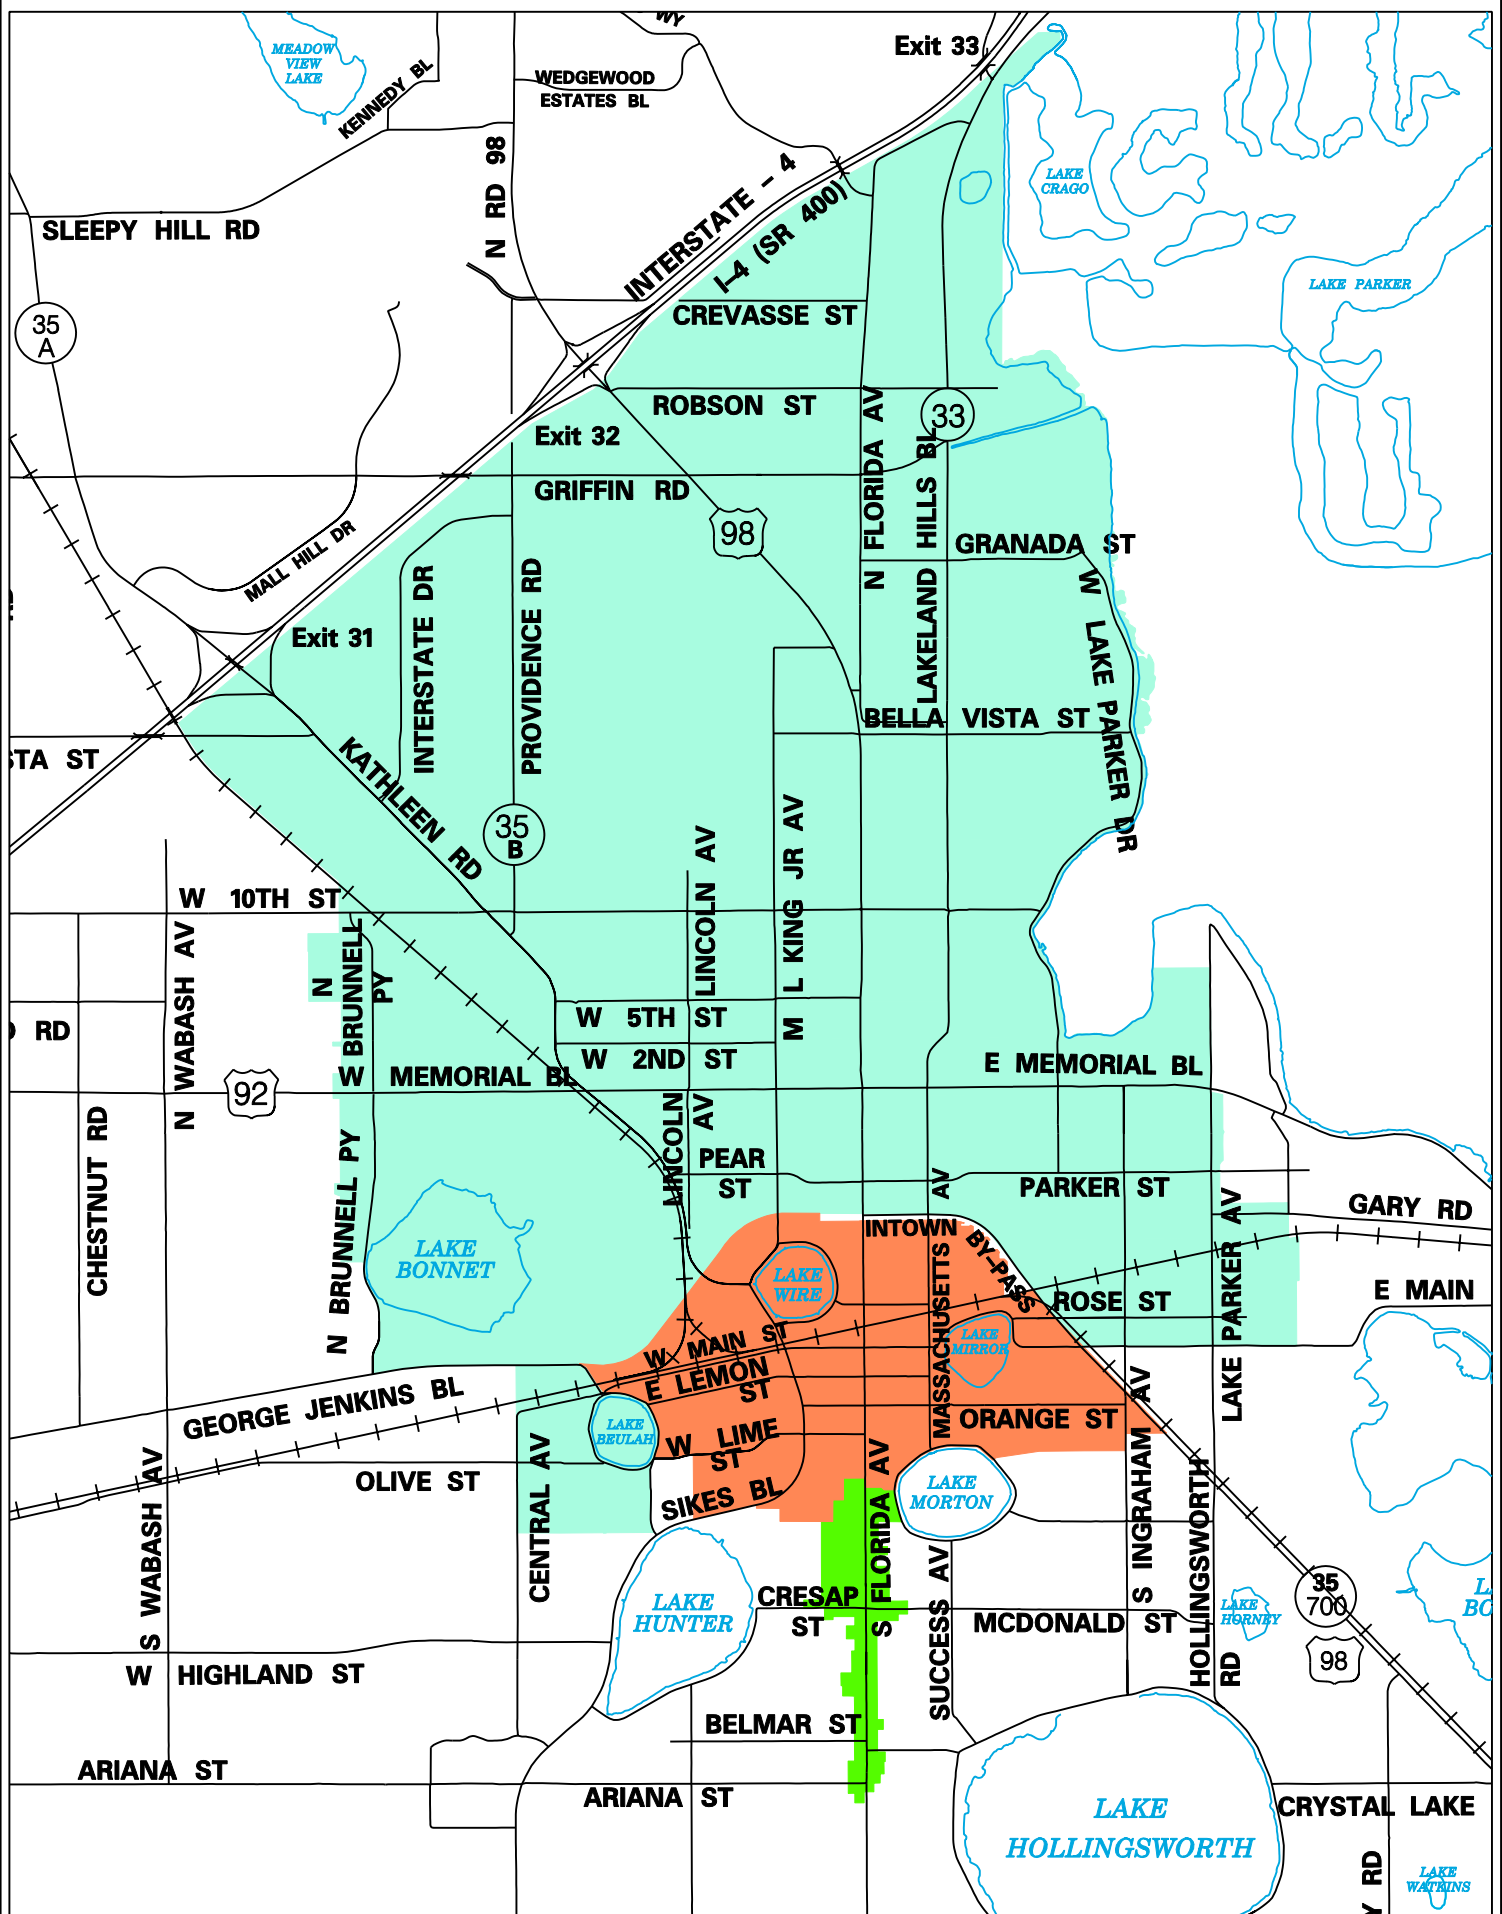 WY
Exit 33
MEADOW
VIEW
LAKE
KENNEDY BL
WEDGEWOOD
ESTATES BL
N RD 98
INTERSTATE - 4
I-4 (SR 400)
LAKE
CRAGO
SLEEPY HILL RD
LAKE PARKER
35
A
CREVASSE ST
ROBSON ST
33
Exit 32
GRIFFIN RD
98
N FLORIDA AV
LAKELAND HILLS BL
GRANADA ST
MALL HILL DR
Exit 31
INTERSTATE DR
PROVIDENCE RD
W LAKE PARKER DR
BELLA VISTA ST
STA ST
KATHLEEN RD
35
B
LINCOLN AV
M L KING JR AV
W 10TH ST
N WABASH AV
N BRUNNELL
PY
RD
W 5TH ST
W 2ND ST
E MEMORIAL BL
W MEMORIAL BL
92
CHESTNUT RD
LINCOLN
AV
PEAR
ST
PARKER ST
N BRUNNELL PY
LAKE
BONNET
INTOWN
BY-PASS
MASSACHUSETTS
AV
LAKE PARKER AV
GARY RD
LAKE
WIRE
E MAIN
ROSE ST
W MAIN ST
LAKE
MIRROR
E LEMON
ST
GEORGE JENKINS BL
LAKE
BEULAH
W LIME
ST
ORANGE ST
OLIVE ST
SIKES BL
CENTRAL AV
S WABASH AV
S FLORIDA AV
LAKE
MORTON
S INGRAHAM AV
HOLLINGSWORTH
RD
35
700
98
LAKE
HUNTER
CRESAP
ST
SUCCESS AV
MCDONALD ST
LAKE
HORNEY
L
BO
W HIGHLAND ST
BELMAR ST
ARIANA ST
ARIANA ST
LAKE
HOLLINGSWORTH
CRYSTAL LAKE
Y RD
LAKE
WATKINS